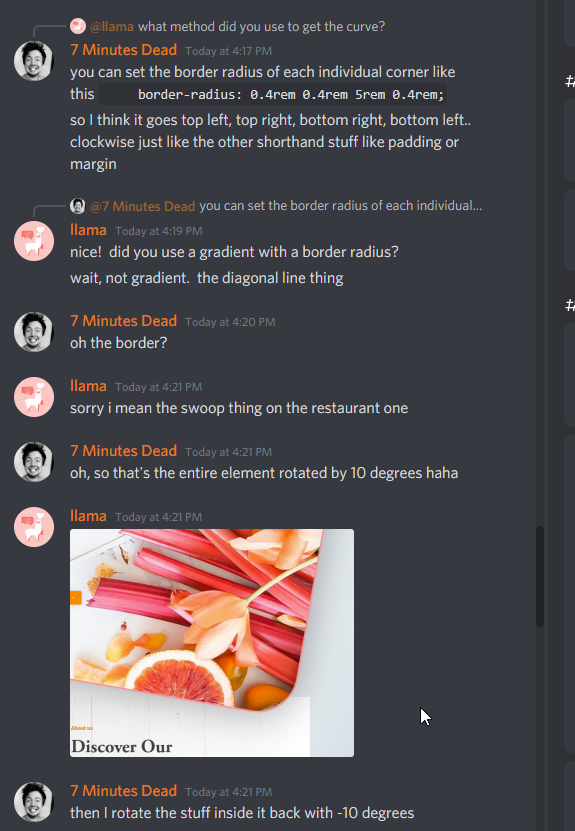 @llama what method did you use to get the curve?
7 Minutes Dead Today at 4:17 PM
you can set the border radius of each individual corner like
this border-radius: 0.4rem 0.4rem 5rem 0.4rem;
so I think it goes top left, top right, bottom right, bottom left..
clockwise just like the other shorthand stuff like padding or
margin
@7 Minutes Dead you can set the border radius of each individual...
llama Today at 4:19 PM
nice!  did you use a gradient with a border radius?
wait, not gradient.  the diagonal line thing
7 Minutes Dead Today at 4:20 PM
oh the border?
llama Today at 4:21 PM
sorry i mean the swoop thing on the restaurant one
7 Minutes Dead Today at 4:21 PM
oh, so that's the entire element rotated by 10 degrees haha
llama Today at 4:21 PM
About us
Discover Our
7 Minutes Dead Today at 4:21 PM
then I rotate the stuff inside it back with -10 degrees
#
#